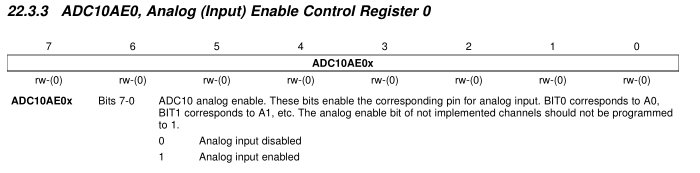 22.3.3 ADC10AE0, Analog (Input) Enable Control Register 0
7 6 5 4 3 2 1 0
ADC10AE0x
rw-(0) rw-(0) rw-(0) rw-(0) rw-(0) rw-(0) rw-(0) rw-(0)
ADC10AE0x Bits 7-0 ADC10 analog enable. These bits enable the corresponding pin for analog input. BIT0 corresponds to A0,
BIT1 corresponds to A1, etc. The analog enable bit of not implemented channels should not be programmed
to 1.
0 Analog input disabled
1 Analog input enabled